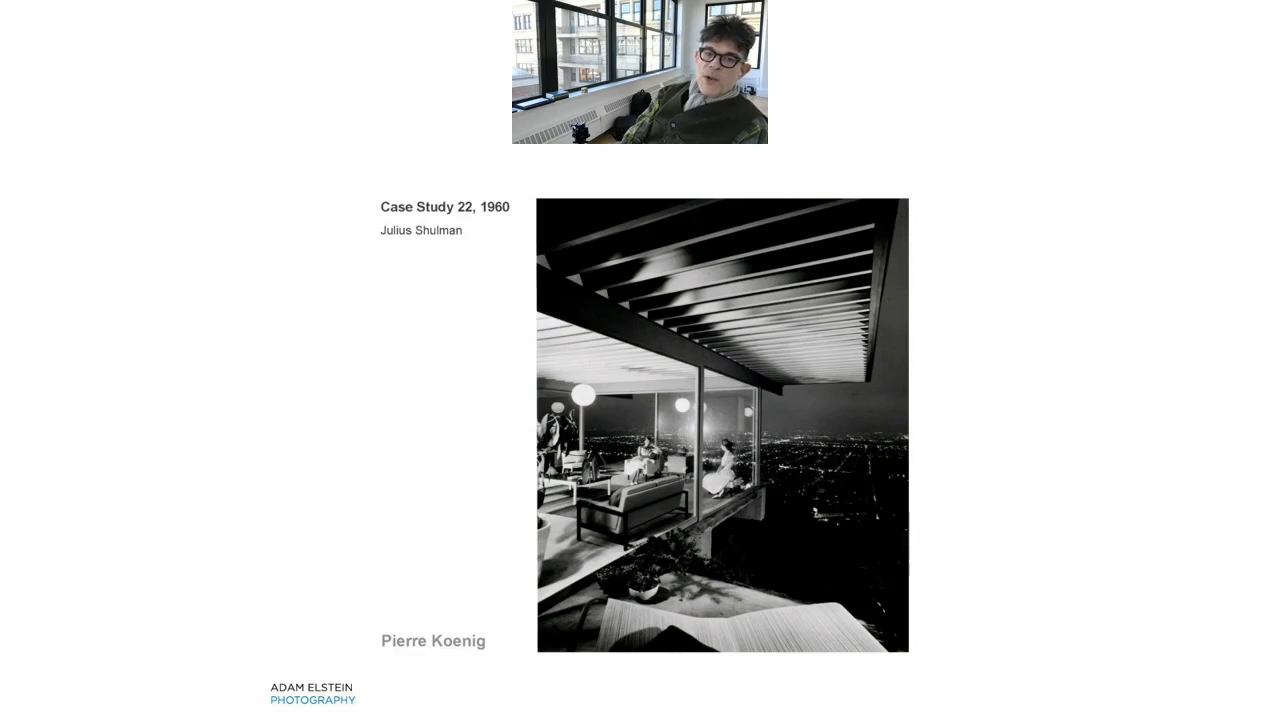 Case Study 22, 1960
Julius Shulman
Pierre Koenig
ADAM ELSTEIN
PHOTOGRAPHY